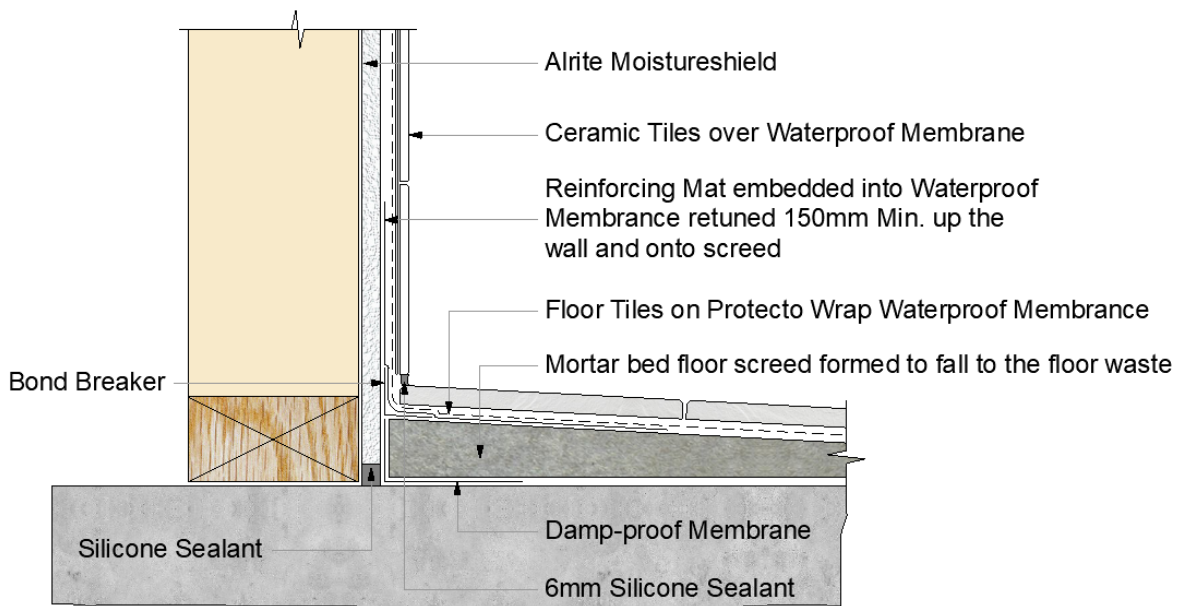 Alrite Moistureshield
Ceramic Tiles over Waterproof Membrane
Reinforcing Mat embedded into Waterproof
Membrance retuned 150mm Min. up the
wall and onto screed
Floor Tiles on Protecto Wrap Waterproof Membrance
Mortar bed floor screed formed to fall to the floor waste
Bond Breaker
Damp-proof Membrane
Silicone Sealant
6mm Silicone Sealant